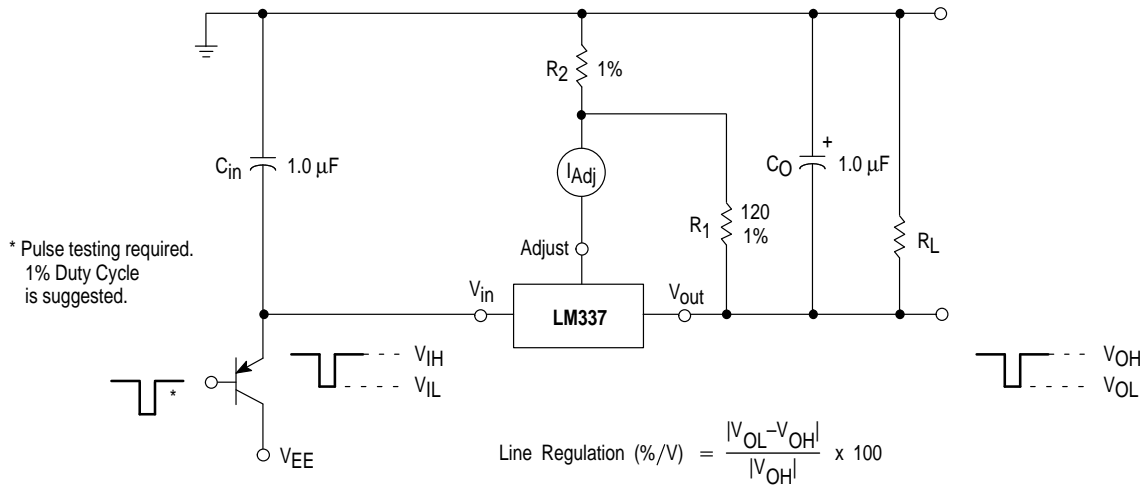 R2
1%
Cin
1.0 µF
IAdj
CO
+
1.0 µF
R1
120
1%
RL
* Pulse testing required.
1% Duty Cycle
is suggested.
Adjust
Vin
LM337
Vout
VIH
VIL
*
VEE
VOH
VOL
Line Regulation (%/V) = |VOL–VOH| / |VOH| x 100